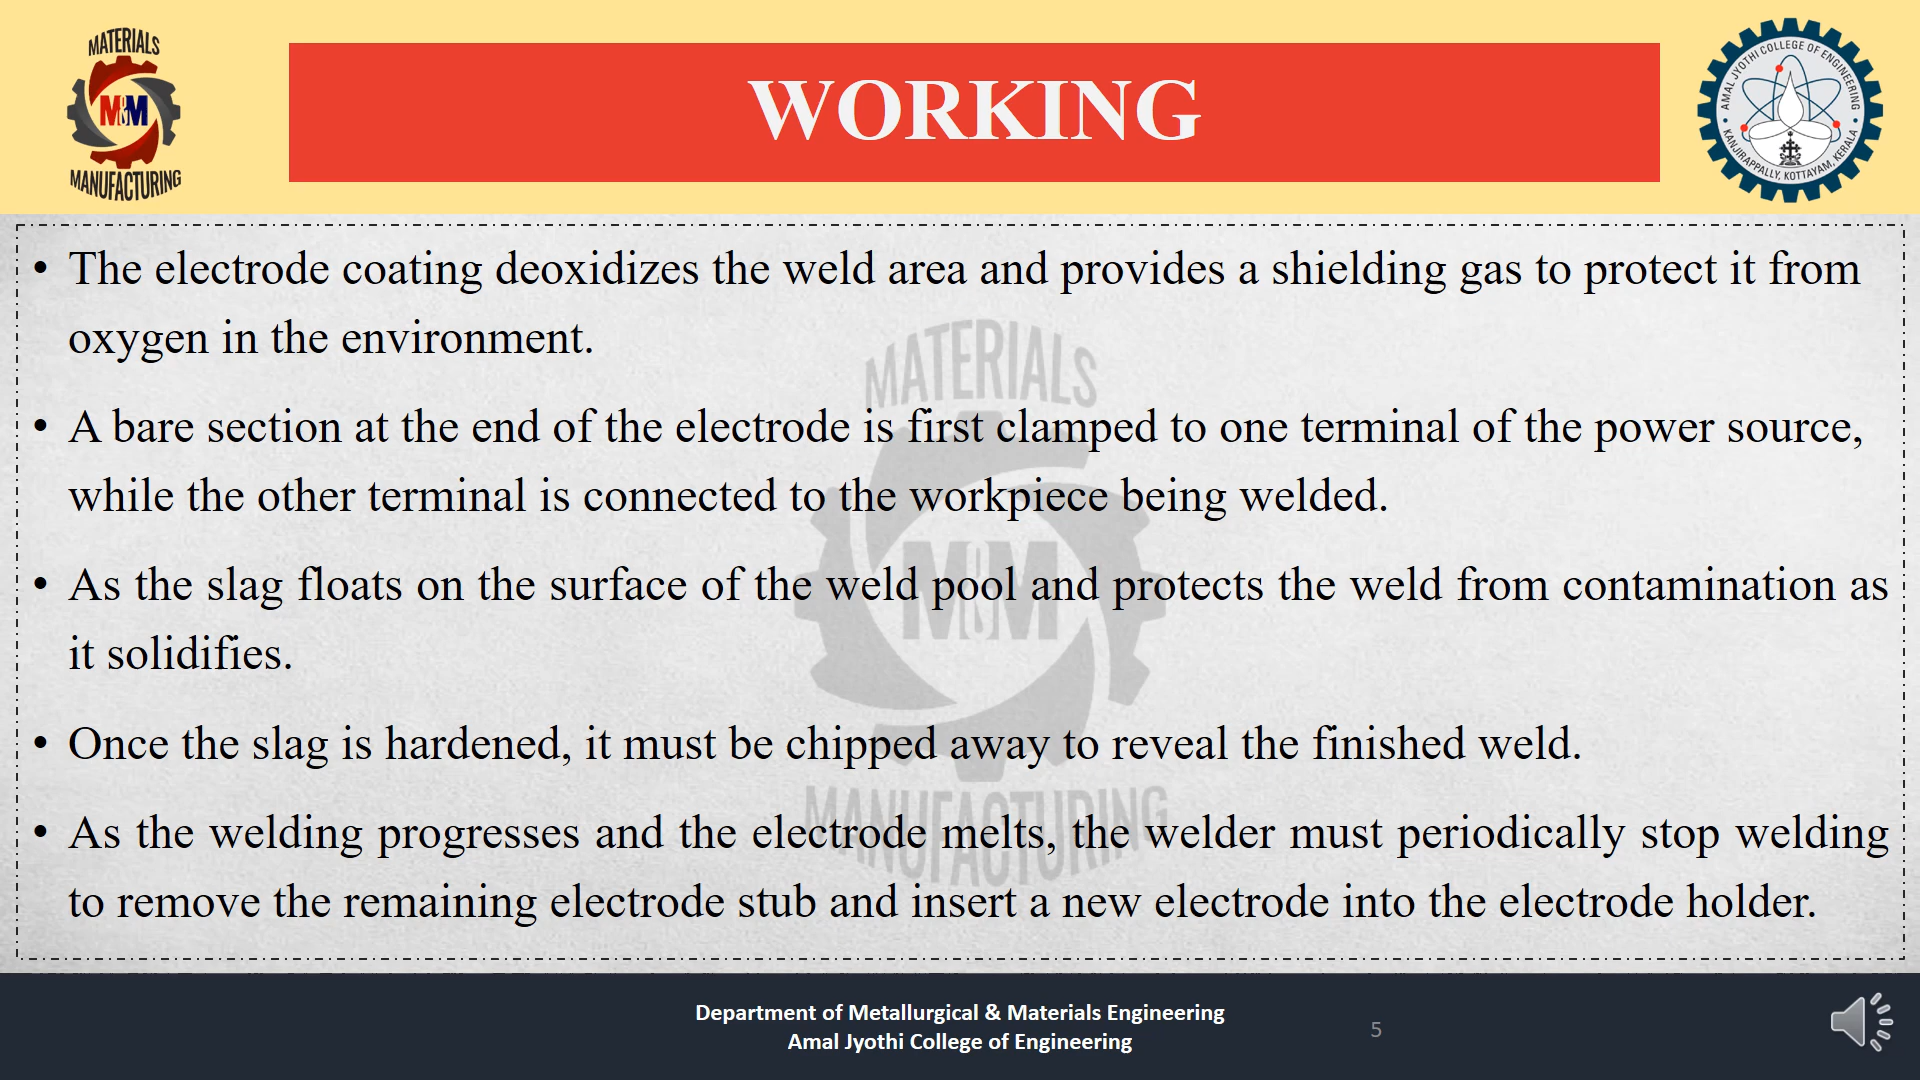 MATERIALS
M&M
MANUFACTURING
WORKING
AMAL JYOTHI COLLEGE OF ENGINEERING
KANJIRAPPALLY, KOTTAYAM, KERALA
• The electrode coating deoxidizes the weld area and provides a shielding gas to protect it from
oxygen in the environment.
• A bare section at the end of the electrode is first clamped to one terminal of the power source,
while the other terminal is connected to the workpiece being welded.
• As the slag floats on the surface of the weld pool and protects the weld from contamination as
it solidifies.
• Once the slag is hardened, it must be chipped away to reveal the finished weld.
• As the welding progresses and the electrode melts, the welder must periodically stop welding
to remove the remaining electrode stub and insert a new electrode into the electrode holder.
MATERIALS
M&M
MANUFACTURING
Department of Metallurgical & Materials Engineering
Amal Jyothi College of Engineering
5